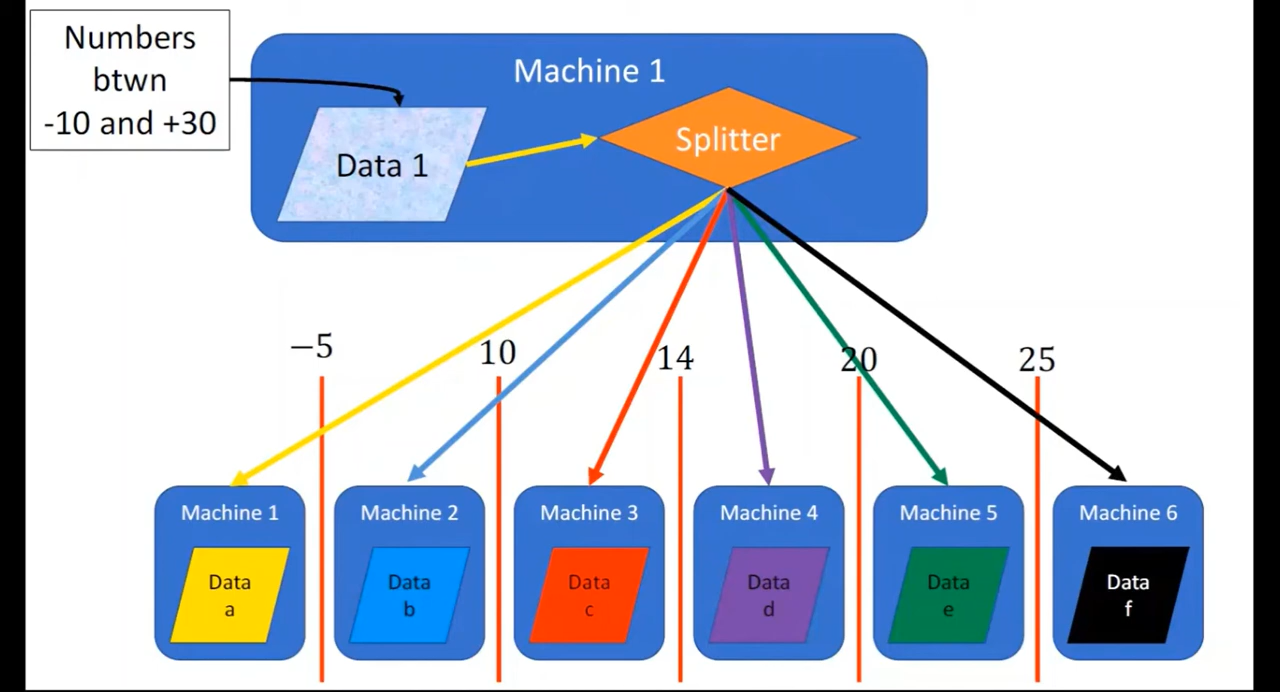 Numbers
btwn
-10 and +30
Machine 1
Data 1
Splitter
−5
10
14
20
25
Machine 1
Data
a
Machine 2
Data
b
Machine 3
Data
c
Machine 4
Data
d
Machine 5
Data
e
Machine 6
Data
f